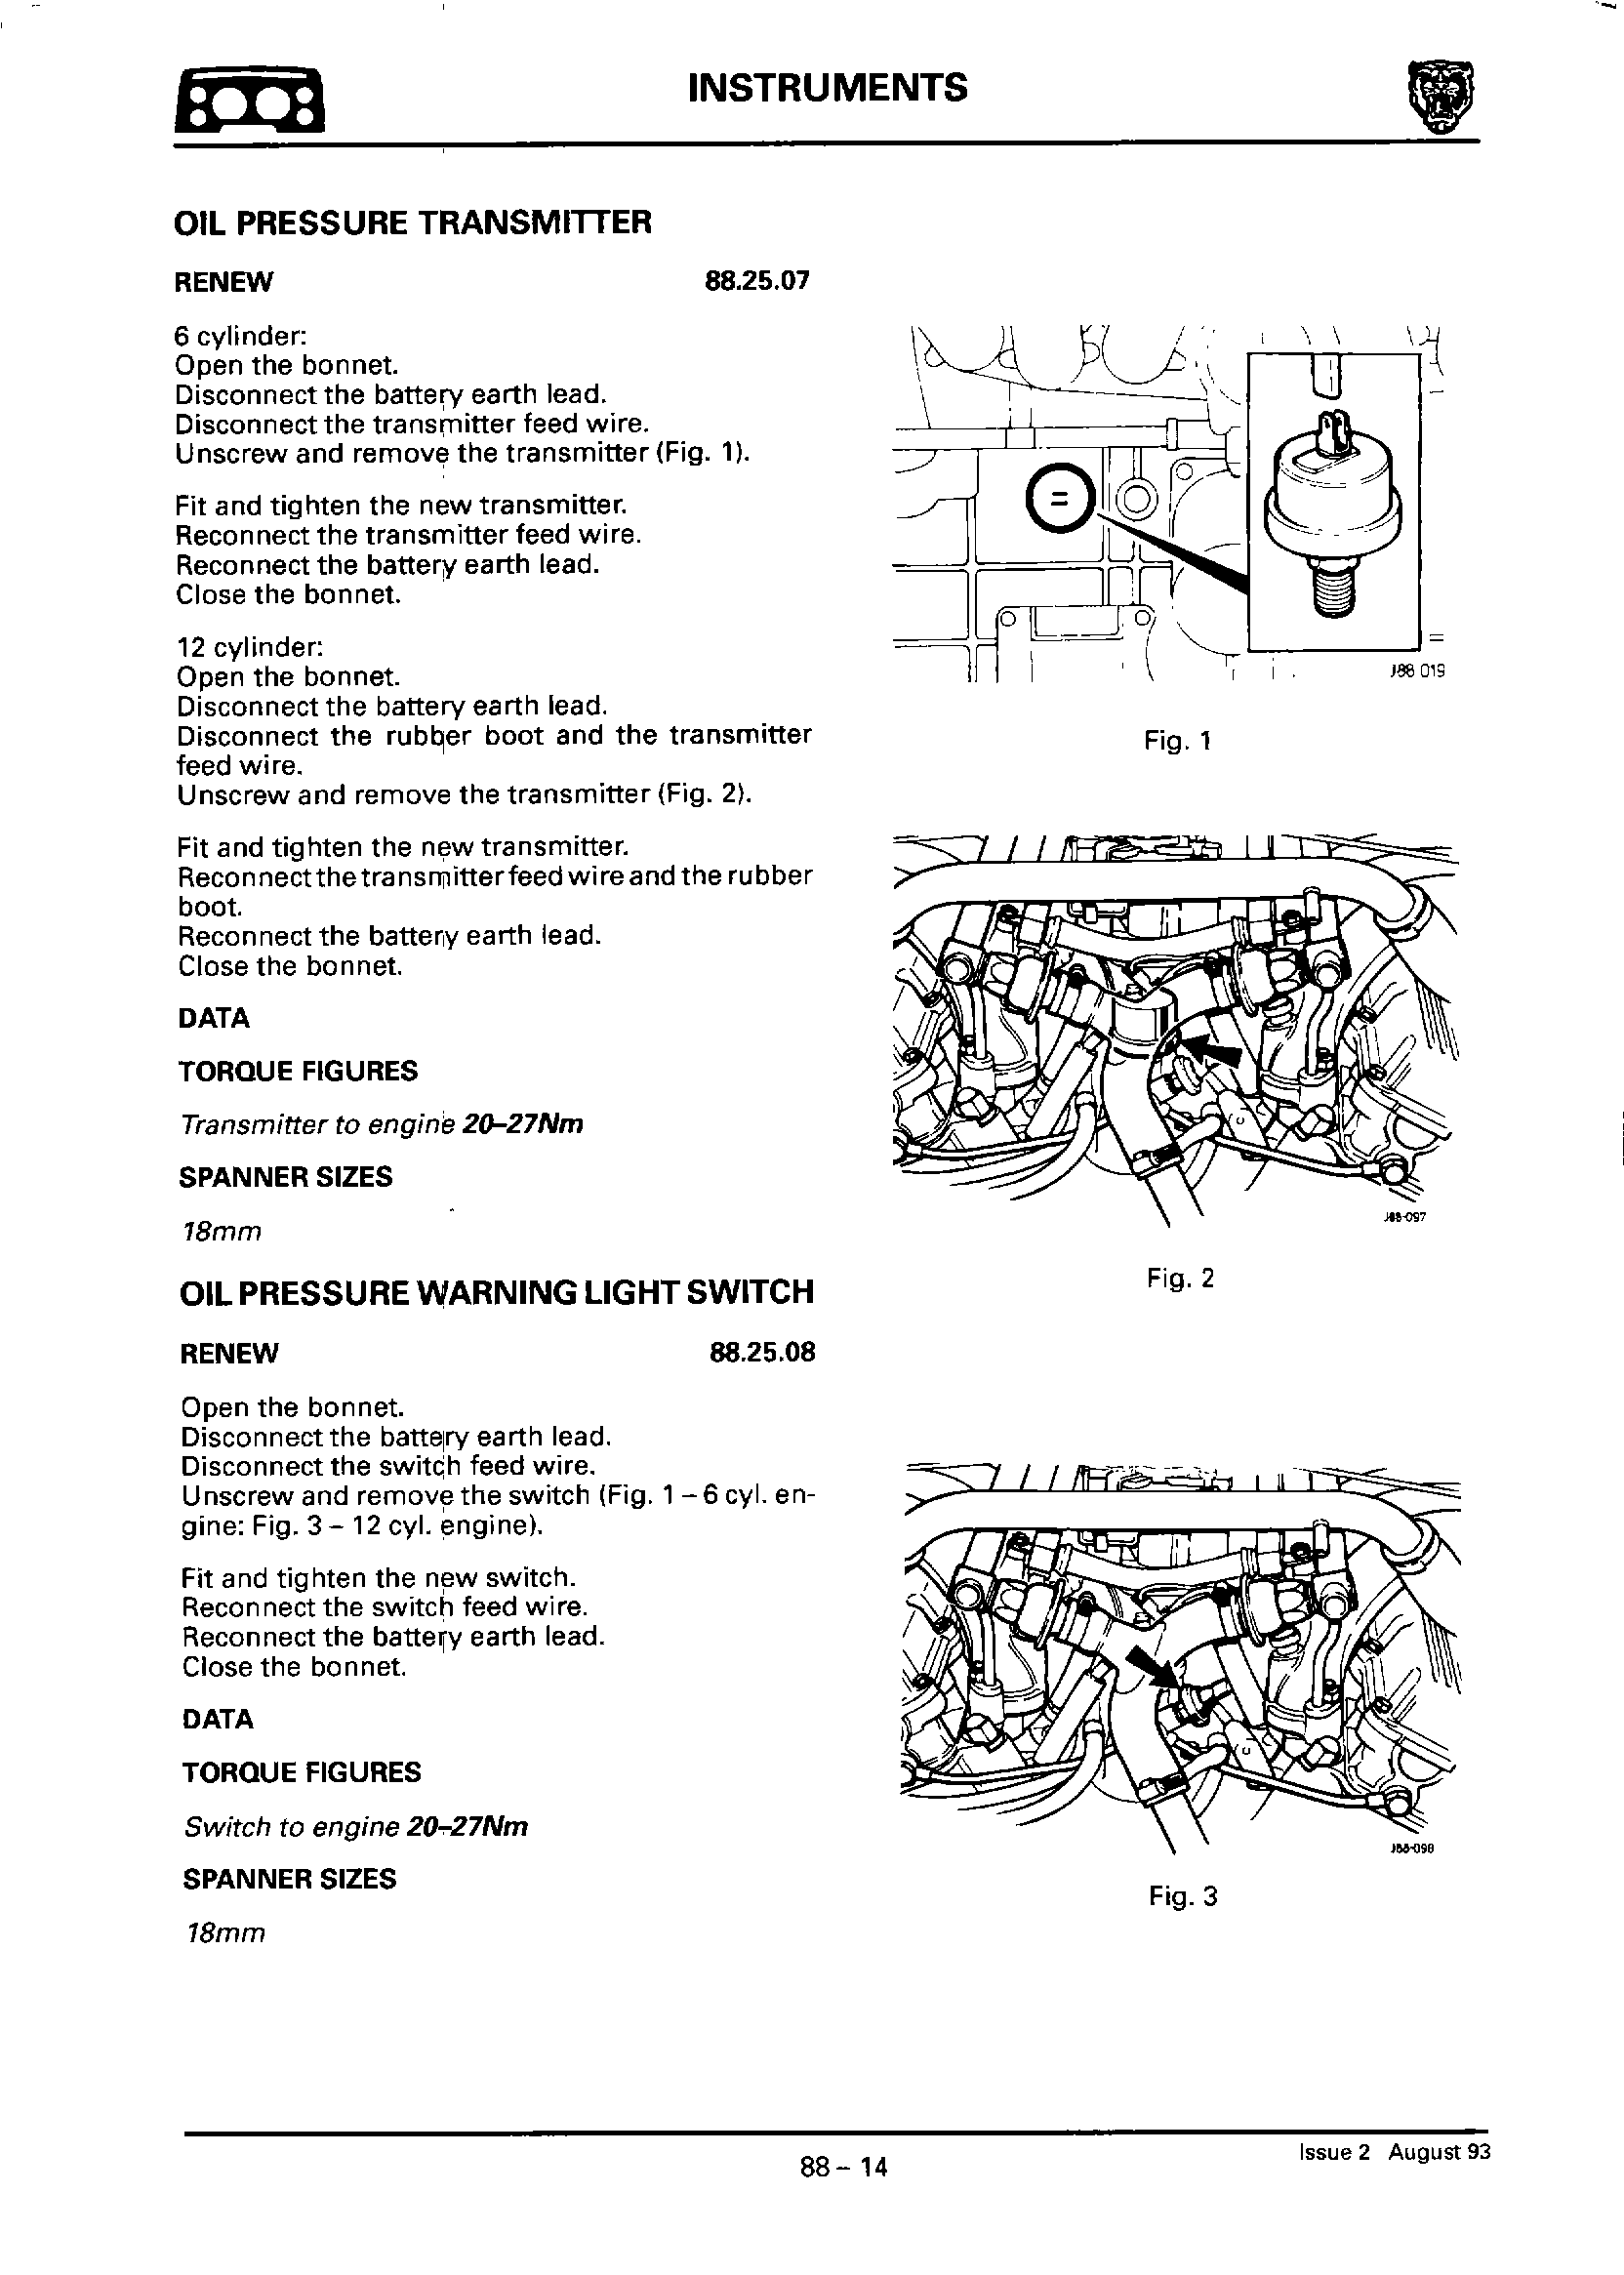 INSTRUMENTS
OIL PRESSURE TRANSMITTER
RENEW 88.25.07
6 cylinder:
Open the bonnet.
Disconnect the battery earth lead.
Disconnect the transmitter feed wire.
Unscrew and remove the transmitter (Fig. 1).
Fit and tighten the new transmitter.
Reconnect the transmitter feed wire.
Reconnect the battery earth lead.
Close the bonnet.
12 cylinder:
Open the bonnet.
Disconnect the battery earth lead.
Disconnect the rubber boot and the transmitter
feed wire.
Unscrew and remove the transmitter (Fig. 2).
Fit and tighten the new transmitter.
Reconnect the transmitter feed wire and the rubber
boot.
Reconnect the battery earth lead.
Close the bonnet.
DATA
TORQUE FIGURES
Transmitter to engine 20–27Nm
SPANNER SIZES
18mm
OIL PRESSURE WARNING LIGHT SWITCH
RENEW 88.25.08
Open the bonnet.
Disconnect the battery earth lead.
Disconnect the switch feed wire.
Unscrew and remove the switch (Fig. 1 – 6 cyl. en-
gine: Fig. 3 – 12 cyl. engine).
Fit and tighten the new switch.
Reconnect the switch feed wire.
Reconnect the battery earth lead.
Close the bonnet.
DATA
TORQUE FIGURES
Switch to engine 20–27Nm
SPANNER SIZES
18mm
J88 019
Fig. 1
J88-097
Fig. 2
J88-098
Fig. 3
88 – 14
Issue 2 August 93